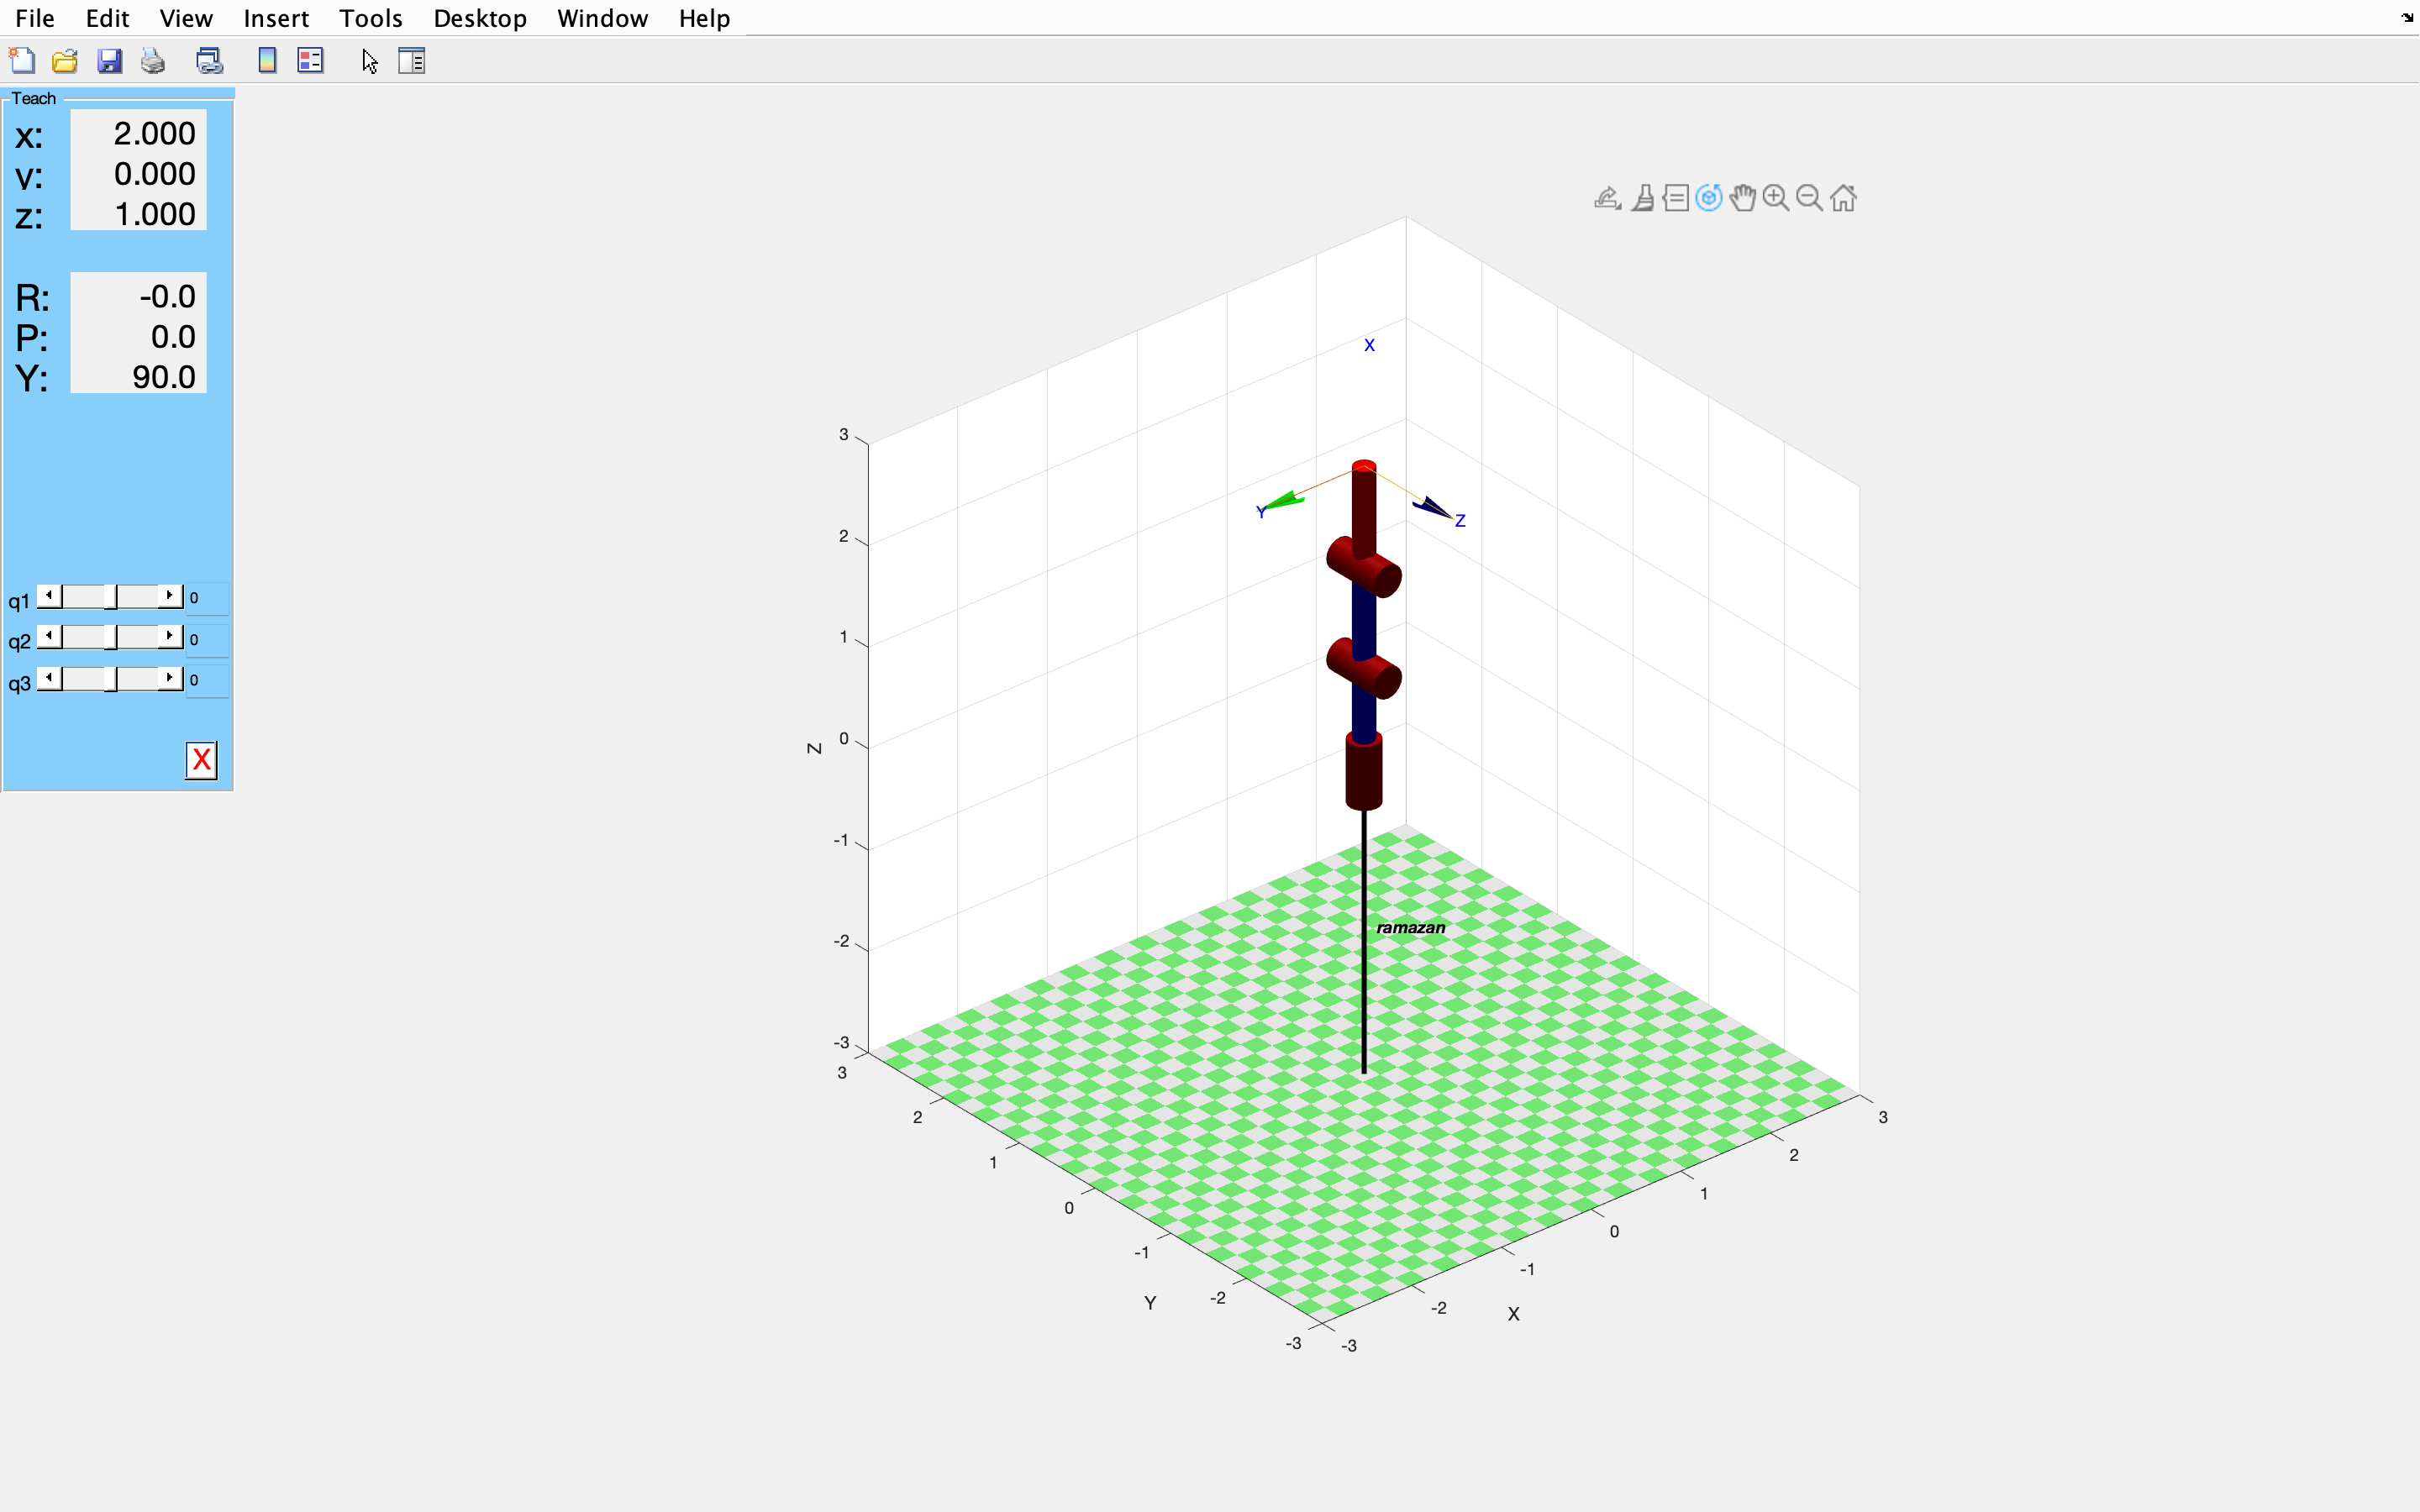 File Edit View Insert Tools Desktop Window Help
Teach
x: 2.000
y: 0.000
z: 1.000
R: -0.0
P: 0.0
Y: 90.0
q1 0
q2 0
q3 0
X
X
Y
Z
3
2
1
0
-1
-2
-3
Z
ramazan
3
2
1
0
-1
-2
-3
Y
-3
-2
-1
0
1
2
3
X